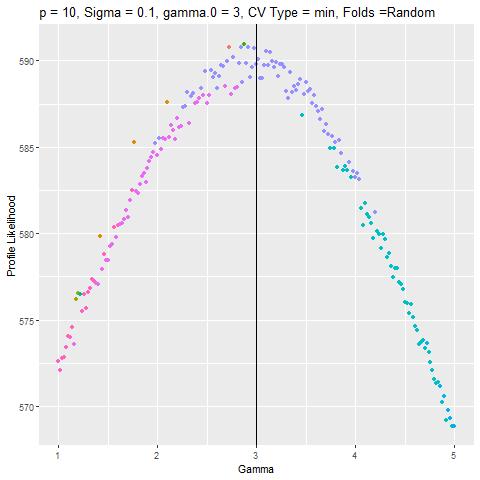 p = 10, Sigma = 0.1, gamma.0 = 3, CV Type = min, Folds =Random
590
585
580
575
570
Profile Likelihood
1 2 3 4 5
Gamma